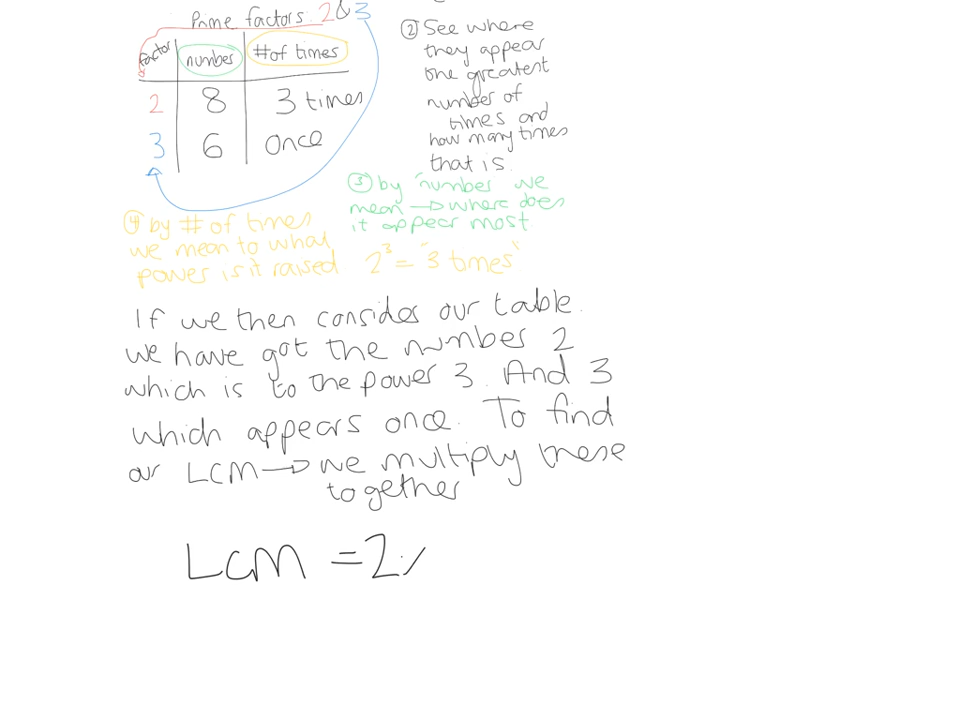 Prime factors 2 & 3
factor number # of times
2 8 3 times
3 6 once
② See where
they appear
the greatest
number of
times and
how many times
that is
③ by "number" we
mean → where does
it appear most
④ by # of times
we mean to what
power is it raised 2³ = "3 times"
If we then consider our table.
we have got the number 2
which is to the power 3. And 3
which appears once. To find
our LCM → we multiply these
together
LCM = 2